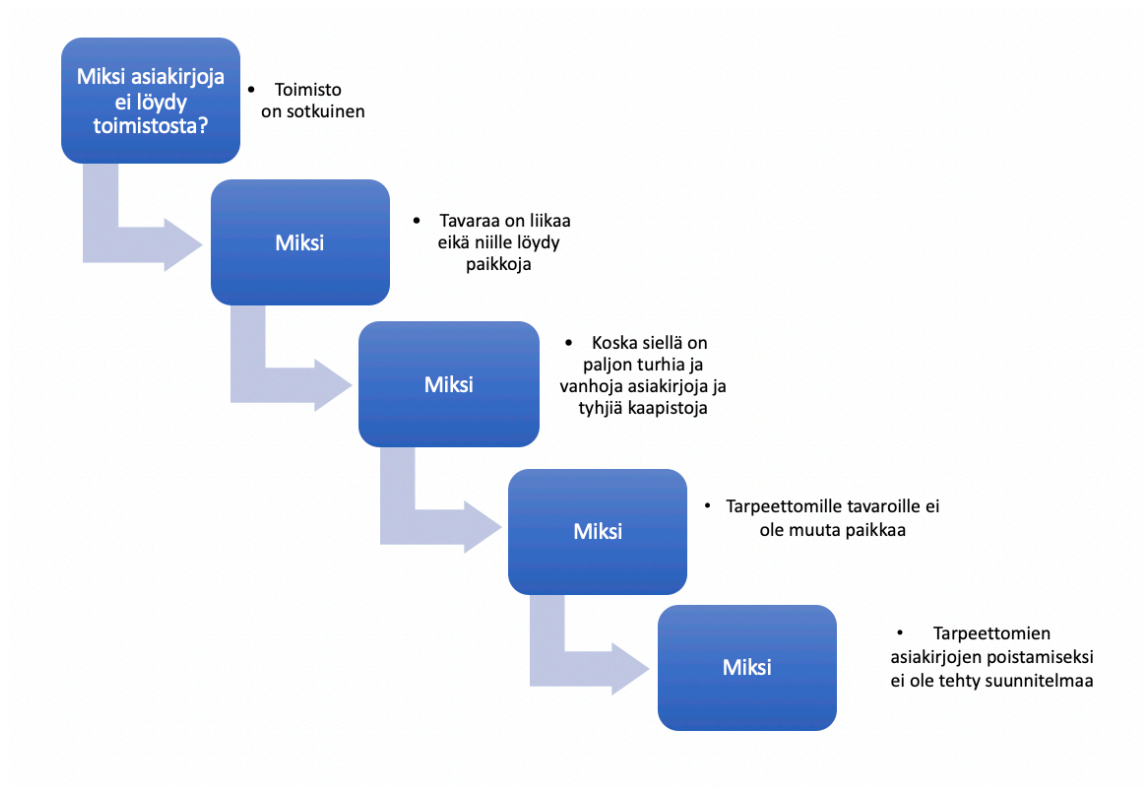 Miksi asiakirjoja
ei löydy
toimistosta?
• Toimisto
on sotkuinen
Miksi
• Tavaraa on liikaa
eikä niille löydy
paikkoja
Miksi
• Koska siellä on
paljon turhia ja
vanhoja asiakirjoja ja
tyhjiä kaapistoja
Miksi
• Tarpeettomille tavaroille ei
ole muuta paikkaa
Miksi
• Tarpeettomien
asiakirjojen poistamiseksi
ei ole tehty suunnitelmaa